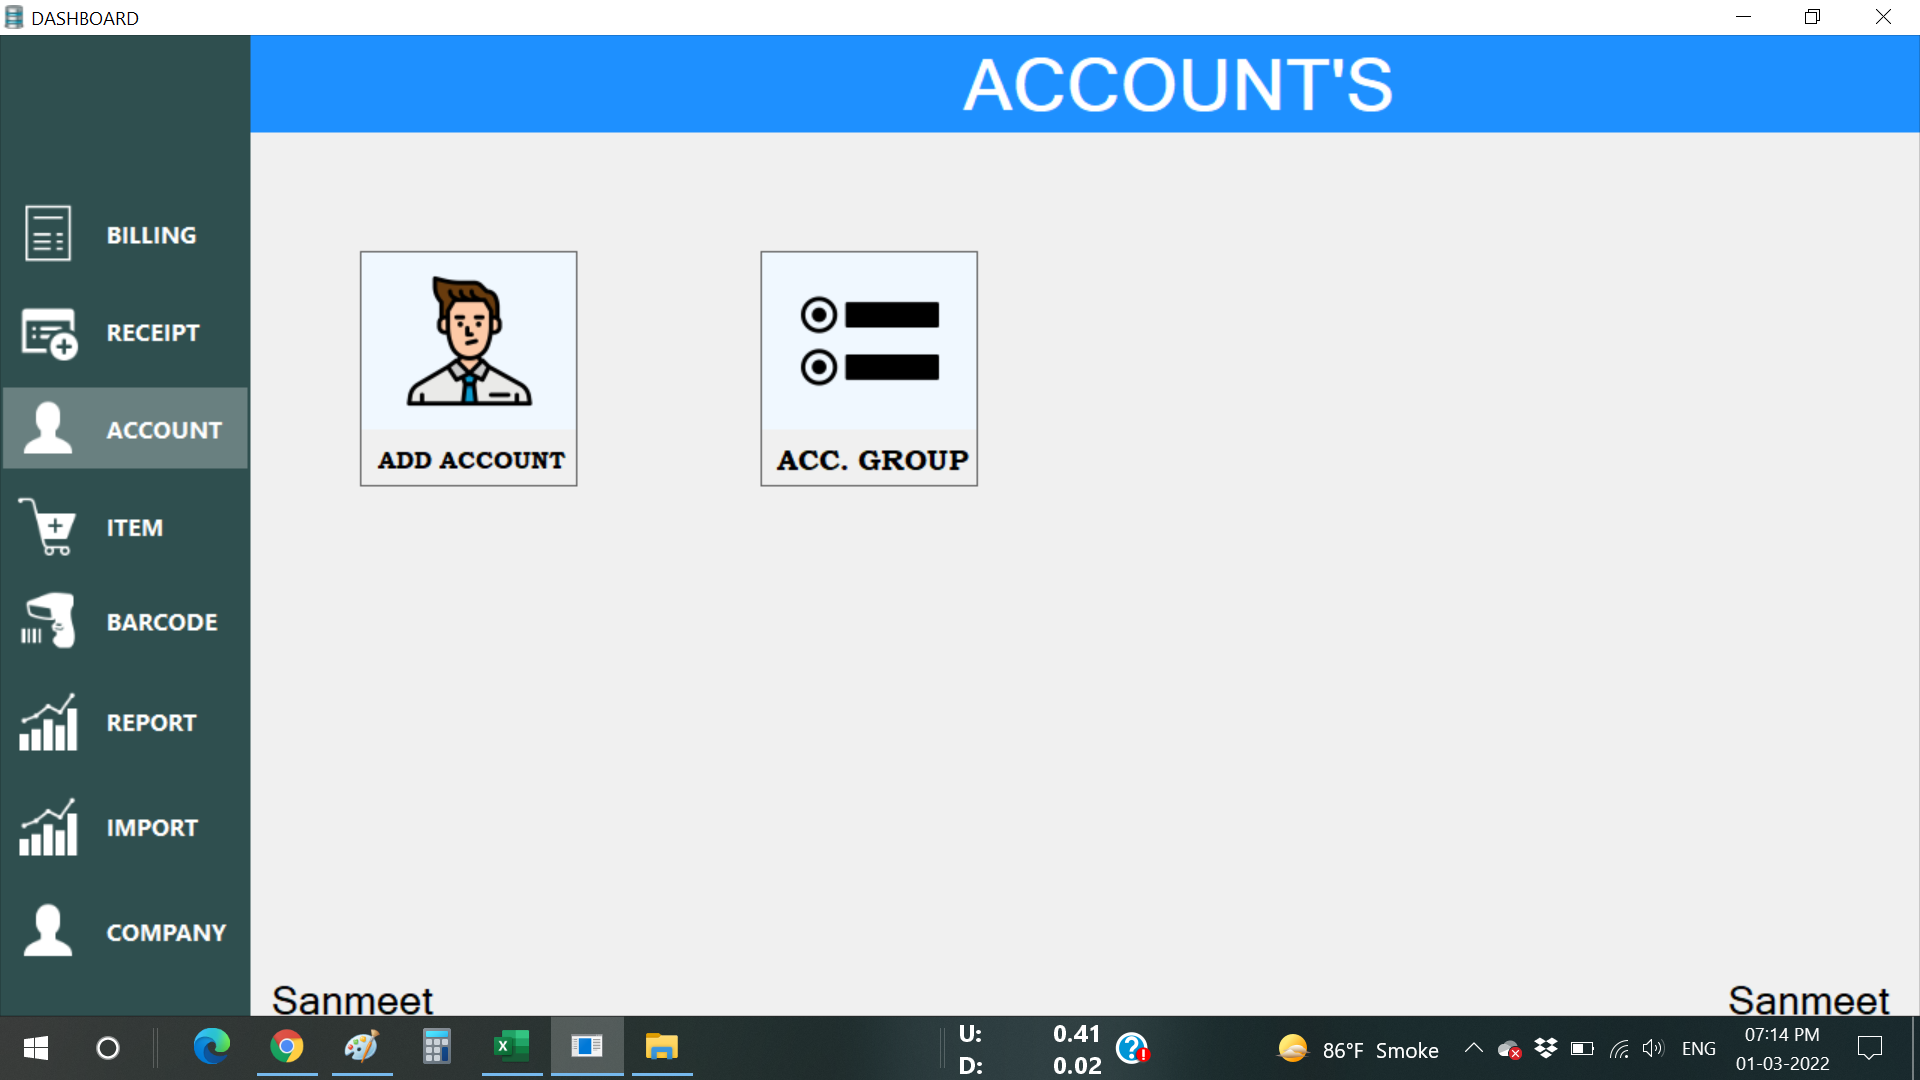 DASHBOARD
ACCOUNT'S
BILLING
RECEIPT
ACCOUNT
ITEM
BARCODE
REPORT
IMPORT
COMPANY
ADD ACCOUNT
ACC. GROUP
Sanmeet
Sanmeet
U: 0.41
D: 0.02
86°F Smoke
ENG
07:14 PM
01-03-2022